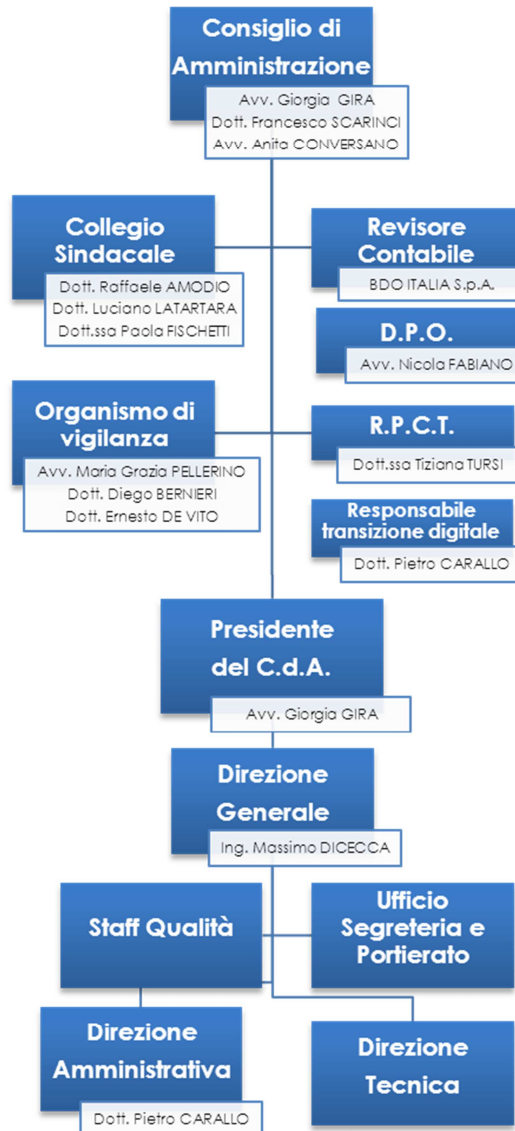 Consiglio di
Amministrazione
Avv. Giorgia GIRA
Dott. Francesco SCARINCI
Avv. Anita CONVERSANO
Collegio
Sindacale
Dott. Raffaele AMODIO
Dott. Luciano LATARTARA
Dott.ssa Paola FISCHETTI
Revisore
Contabile
BDO ITALIA S.p.A.
D.P.O.
Avv. Nicola FABIANO
Organismo di
vigilanza
Avv. Maria Grazia PELLERINO
Dott. Diego BERNIERI
Dott. Ernesto DE VITO
R.P.C.T.
Dott.ssa Tiziana TURSI
Responsabile
transizione digitale
Dott. Pietro CARALLO
Presidente
del C.d.A.
Avv. Giorgia GIRA
Direzione
Generale
Ing. Massimo DICECCA
Staff Qualità
Ufficio
Segreteria e
Portierato
Direzione
Amministrativa
Dott. Pietro CARALLO
Direzione
Tecnica